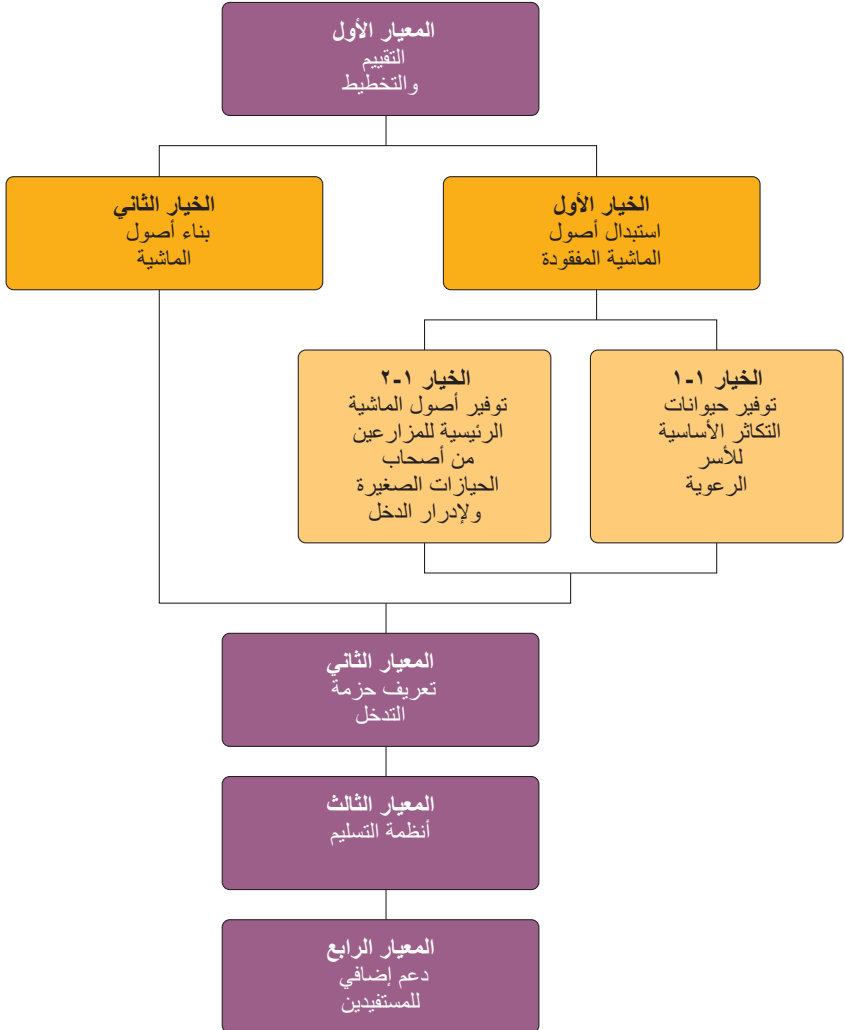 المعيار الأول
التقييم
والتخطيط
الخيار الأول
استبدال أصول
الماشية المفقودة
الخيار الثاني
بناء أصول
الماشية
الخيار ١-١
توفير حيوانات
التكاثر الأساسية
للأسر
الرعوية
الخيار ١-٢
توفير أصول الماشية
الرئيسية للمزارعين
من أصحاب
الحيازات الصغيرة
ولإدرار الدخل
المعيار الثاني
تعريف حزمة
التدخل
المعيار الثالث
أنظمة التسليم
المعيار الرابع
دعم إضافي
للمستفيدين